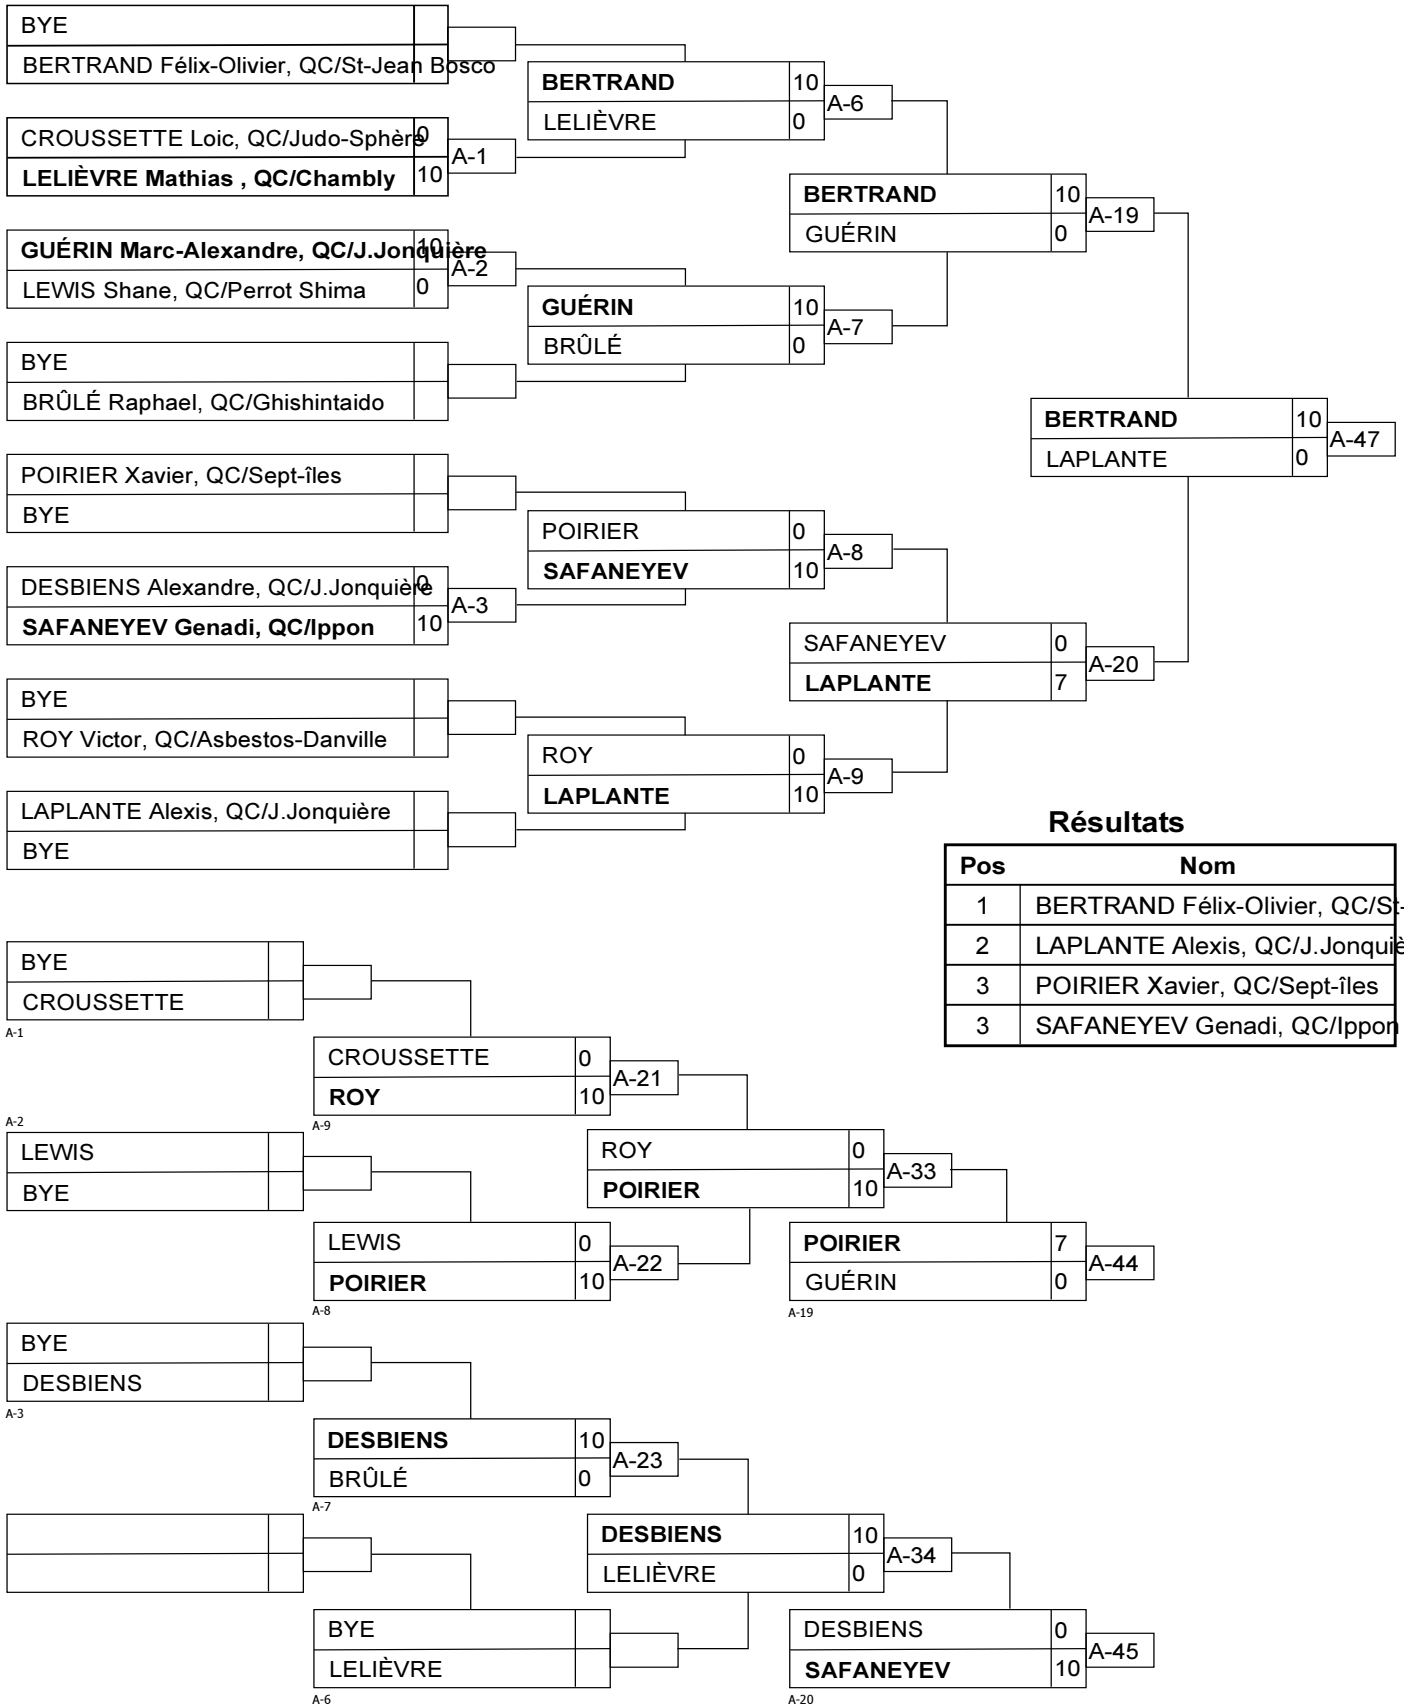 BYE
BERTRAND Félix-Olivier, QC/St-Jean Bosco
CROUSSETTE Loic, QC/Judo-Sphère 0
LELIÈVRE Mathias , QC/Chambly 10
A-1
GUÉRIN Marc-Alexandre, QC/J.Jonquière 10
LEWIS Shane, QC/Perrot Shima 0
A-2
BYE
BRÛLÉ Raphael, QC/Ghishintaido
POIRIER Xavier, QC/Sept-îles
BYE
DESBIENS Alexandre, QC/J.Jonquière 0
SAFANEYEV Genadi, QC/Ippon 10
A-3
BYE
ROY Victor, QC/Asbestos-Danville
LAPLANTE Alexis, QC/J.Jonquière
BYE
BERTRAND 10
LELIÈVRE 0
A-6
GUÉRIN 10
BRÛLÉ 0
A-7
POIRIER 0
SAFANEYEV 10
A-8
ROY 0
LAPLANTE 10
A-9
BERTRAND 10
GUÉRIN 0
A-19
SAFANEYEV 0
LAPLANTE 7
A-20
BERTRAND 10
LAPLANTE 0
A-47
Résultats
Pos Nom
1 BERTRAND Félix-Olivier, QC/St-
2 LAPLANTE Alexis, QC/J.Jonquiè
3 POIRIER Xavier, QC/Sept-îles
3 SAFANEYEV Genadi, QC/Ippon
BYE
CROUSSETTE
A-1
A-2
LEWIS
BYE
BYE
DESBIENS
A-3
CROUSSETTE 0
ROY 10
A-21
A-9
LEWIS 0
POIRIER 10
A-22
A-8
DESBIENS 10
BRÛLÉ 0
A-23
A-7
BYE
LELIÈVRE
A-6
ROY 0
POIRIER 10
A-33
DESBIENS 10
LELIÈVRE 0
A-34
POIRIER 7
GUÉRIN 0
A-44
A-19
DESBIENS 0
SAFANEYEV 10
A-45
A-20